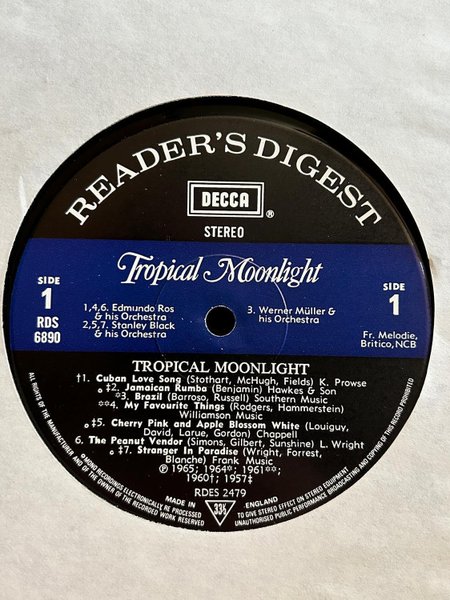 READER'S DIGEST
DECCA ®
STEREO
Tropical Moonlight
SIDE
1
RDS
6890
1,4,6. Edmundo Ros
& his Orchestra
2,5,7. Stanley Black
& his Orchestra
3. Werner Müller &
his Orchestra
SIDE
1
Fr. Melodie,
Britico,NCB
TROPICAL MOONLIGHT
†1. Cuban Love Song (Stothart, McHugh, Fields) K. Prowse
‡2. Jamaican Rumba (Benjamin) Hawkes & Son
*3. Brazil (Barroso, Russell) Southern Music
**4. My Favourite Things (Rodgers, Hammerstein)
Williamson Music
‡5. Cherry Pink and Apple Blossom White (Louiguy,
David, Larue, Gordon) Chappell
6. The Peanut Vendor (Simons, Gilbert, Sunshine) L. Wright
‡7. Stranger In Paradise (Wright, Forrest,
Blanche) Frank Music
℗ 1965; 1964*; 1961**;
1960†; 1957‡
RDES 2479
MADE IN
33⅓
ENGLAND
ALL RIGHTS OF THE MANUFACTURER AND OF THE OWNER OF THE RECORDED WORK RESERVED
MONO RECORDINGS ELECTRONICALLY RE PROCESSED
TO GIVE STEREO EFFECT ON STEREO EQUIPMENT
UNAUTHORISED PUBLIC PERFORMANCE BROADCASTING AND COPYING OF THIS RECORD PROHIBITED